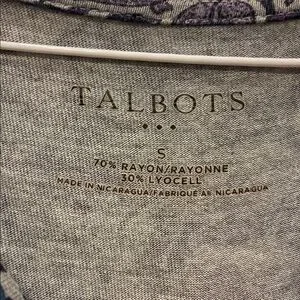 TALBOTS
S
70% RAYON/RAYONNE
30% LYOCELL
MADE IN NICARAGUA/FABRIQUÉ AU NICARAGUA